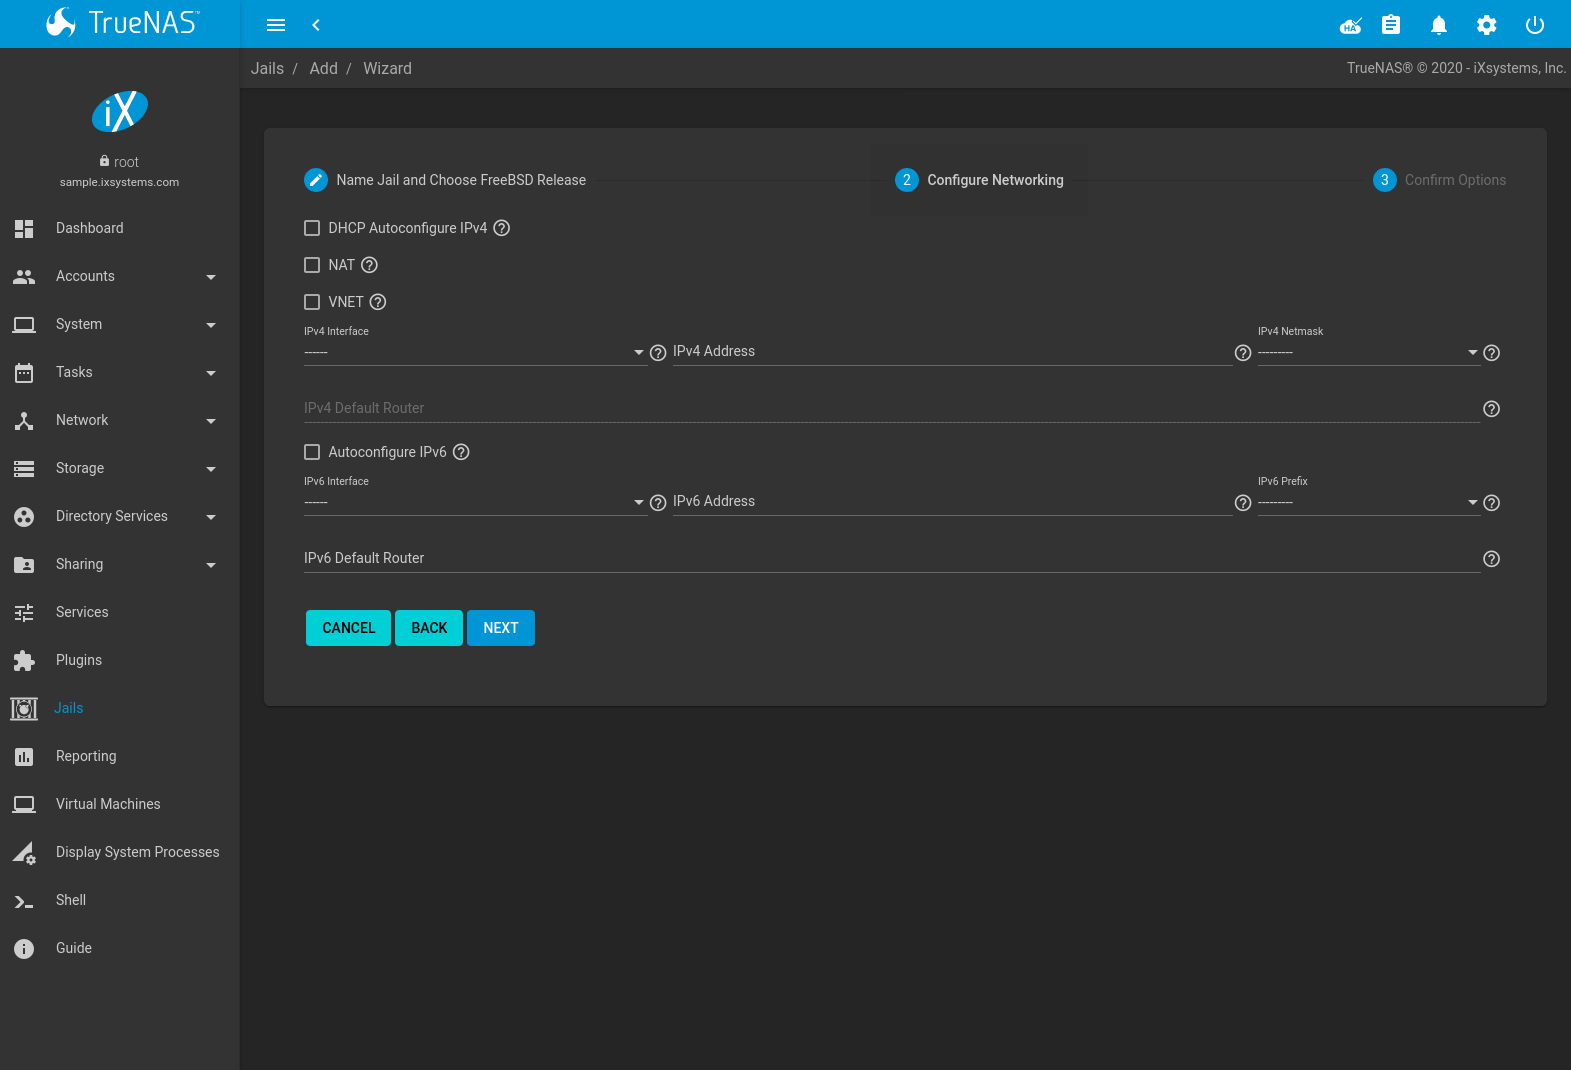 TrueNAS™
Jails / Add / Wizard
TrueNAS® © 2020 - iXsystems, Inc.
iX
root
sample.ixsystems.com
Dashboard
Accounts
System
Tasks
Network
Storage
Directory Services
Sharing
Services
Plugins
Jails
Reporting
Virtual Machines
Display System Processes
Shell
Guide
HA
Name Jail and Choose FreeBSD Release
2 Configure Networking
3 Confirm Options
DHCP Autoconfigure IPv4
NAT
VNET
IPv4 Interface
------
IPv4 Address
IPv4 Netmask
---------
IPv4 Default Router
Autoconfigure IPv6
IPv6 Interface
------
IPv6 Address
IPv6 Prefix
---------
IPv6 Default Router
CANCEL BACK NEXT